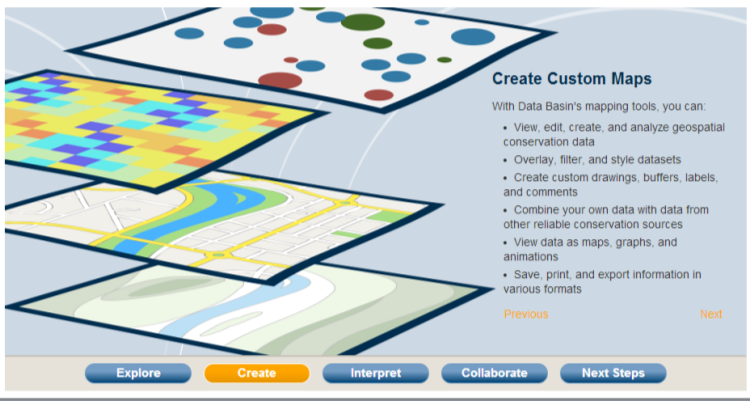 Create Custom Maps
With Data Basin's mapping tools, you can:
• View, edit, create, and analyze geospatial
conservation data
• Overlay, filter, and style datasets
• Create custom drawings, buffers, labels,
and comments
• Combine your own data with data from
other reliable conservation sources
• View data as maps, graphs, and
animations
• Save, print, and export information in
various formats
Previous Next
Explore Create Interpret Collaborate Next Steps